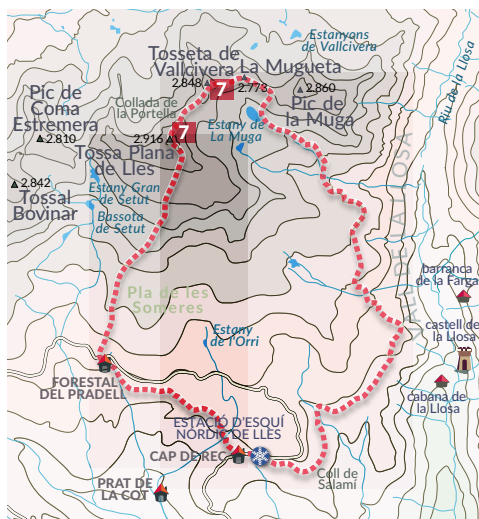 Estanyans
de Vallcivera
Tosseta de
Vallcivera
La Mugueta
2.848
2.773
2.860
7
Pic de
la Muga
Riu de la Llosa
Pic de
Coma
Estremera
2.810
Collada de
la Portella
7
Estany de
La Muga
2.916
Tossa Plana
de Lles
2.842
Tossal
Bovinar
Estany Gran
de Setut
Bassota
de Setut
VALL DE LA LLOSA
barranca
de la Farga
Pla de les
Someres
castell de
la Llosa
Estany
de l'Orri
cabana de
la Llosa
FORESTAL
DEL PRADELL
ESTACIÓ D'ESQUÍ
NÒRDIC DE LLES
CAP DE REC
Coll de
Salamí
PRAT DE
LA COT